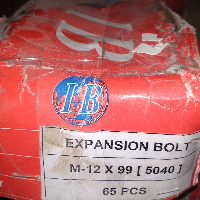 EXPANSION BOLT
M-12 X 99 [ 5040 ]
65 PCS